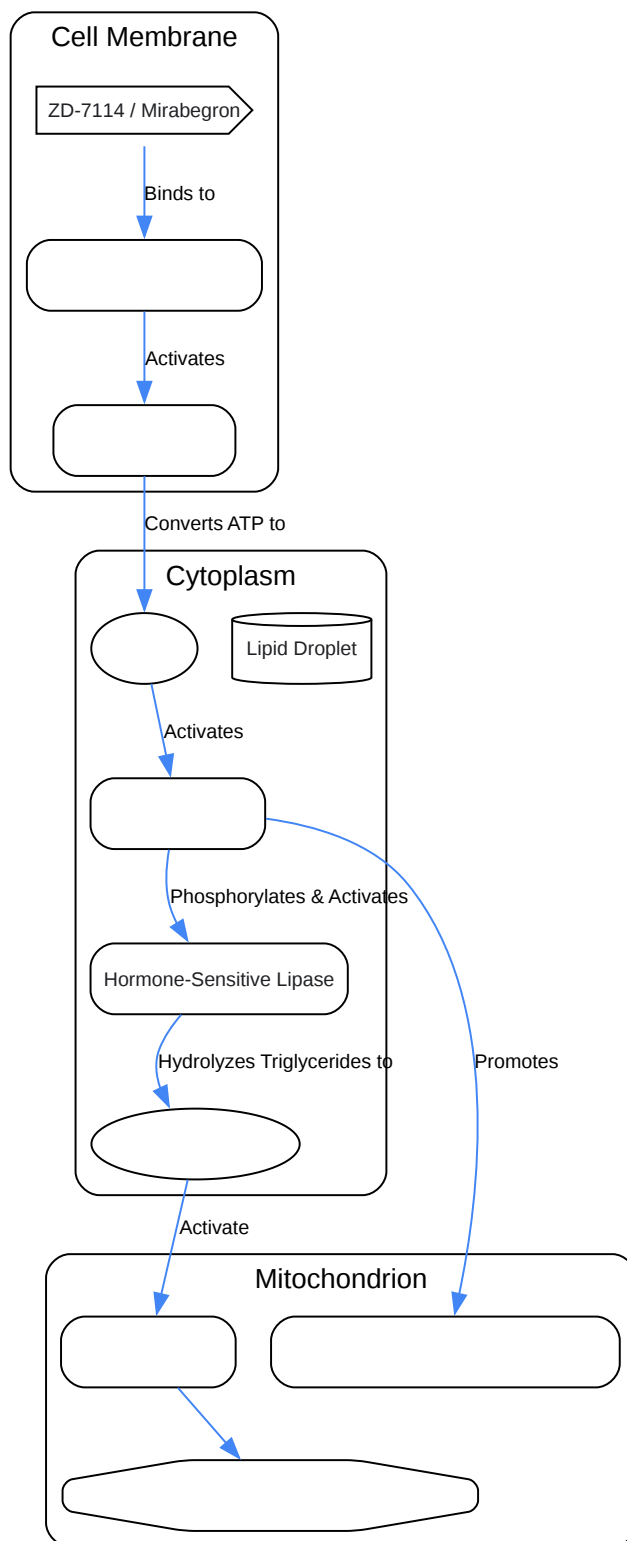 Cell Membrane
ZD-7114 / Mirabegron
Binds to
Activates
Converts ATP to
Cytoplasm
Lipid Droplet
Activates
Phosphorylates & Activates
Hormone-Sensitive Lipase
Hydrolyzes Triglycerides to
Promotes
Activate
Mitochondrion